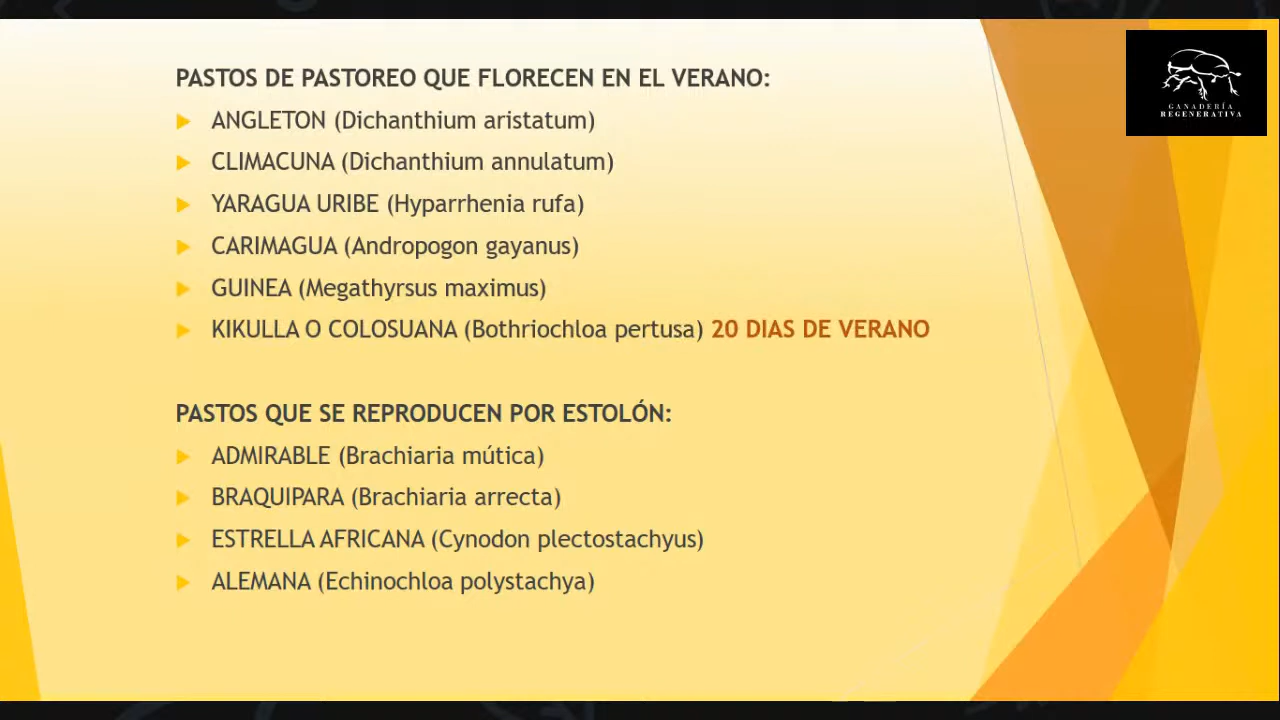 PASTOS DE PASTOREO QUE FLORECEN EN EL VERANO:
ANGLETON (Dichanthium aristatum)
CLIMACUNA (Dichanthium annulatum)
YARAGUA URIBE (Hyparrhenia rufa)
CARIMAGUA (Andropogon gayanus)
GUINEA (Megathyrsus maximus)
KIKULLA O COLOSUANA (Bothriochloa pertusa) 20 DIAS DE VERANO
PASTOS QUE SE REPRODUCEN POR ESTOLÓN:
ADMIRABLE (Brachiaria mútica)
BRAQUIPARA (Brachiaria arrecta)
ESTRELLA AFRICANA (Cynodon plectostachyus)
ALEMANA (Echinochloa polystachya)
GANADERÍA
REGENERATIVA